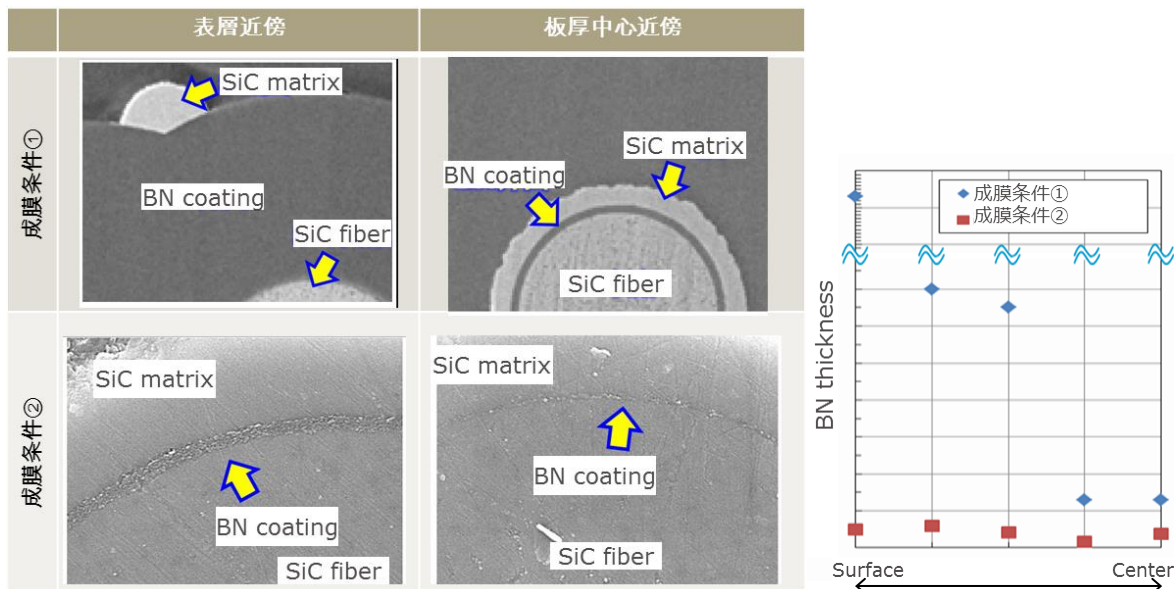 表層近傍
板厚中心近傍
成膜条件①
SiC matrix
BN coating
SiC fiber
SiC matrix
BN coating
SiC fiber
成膜条件②
SiC matrix
BN coating
SiC fiber
SiC matrix
BN coating
SiC fiber
成膜条件①
成膜条件②
BN thickness
Surface
Center